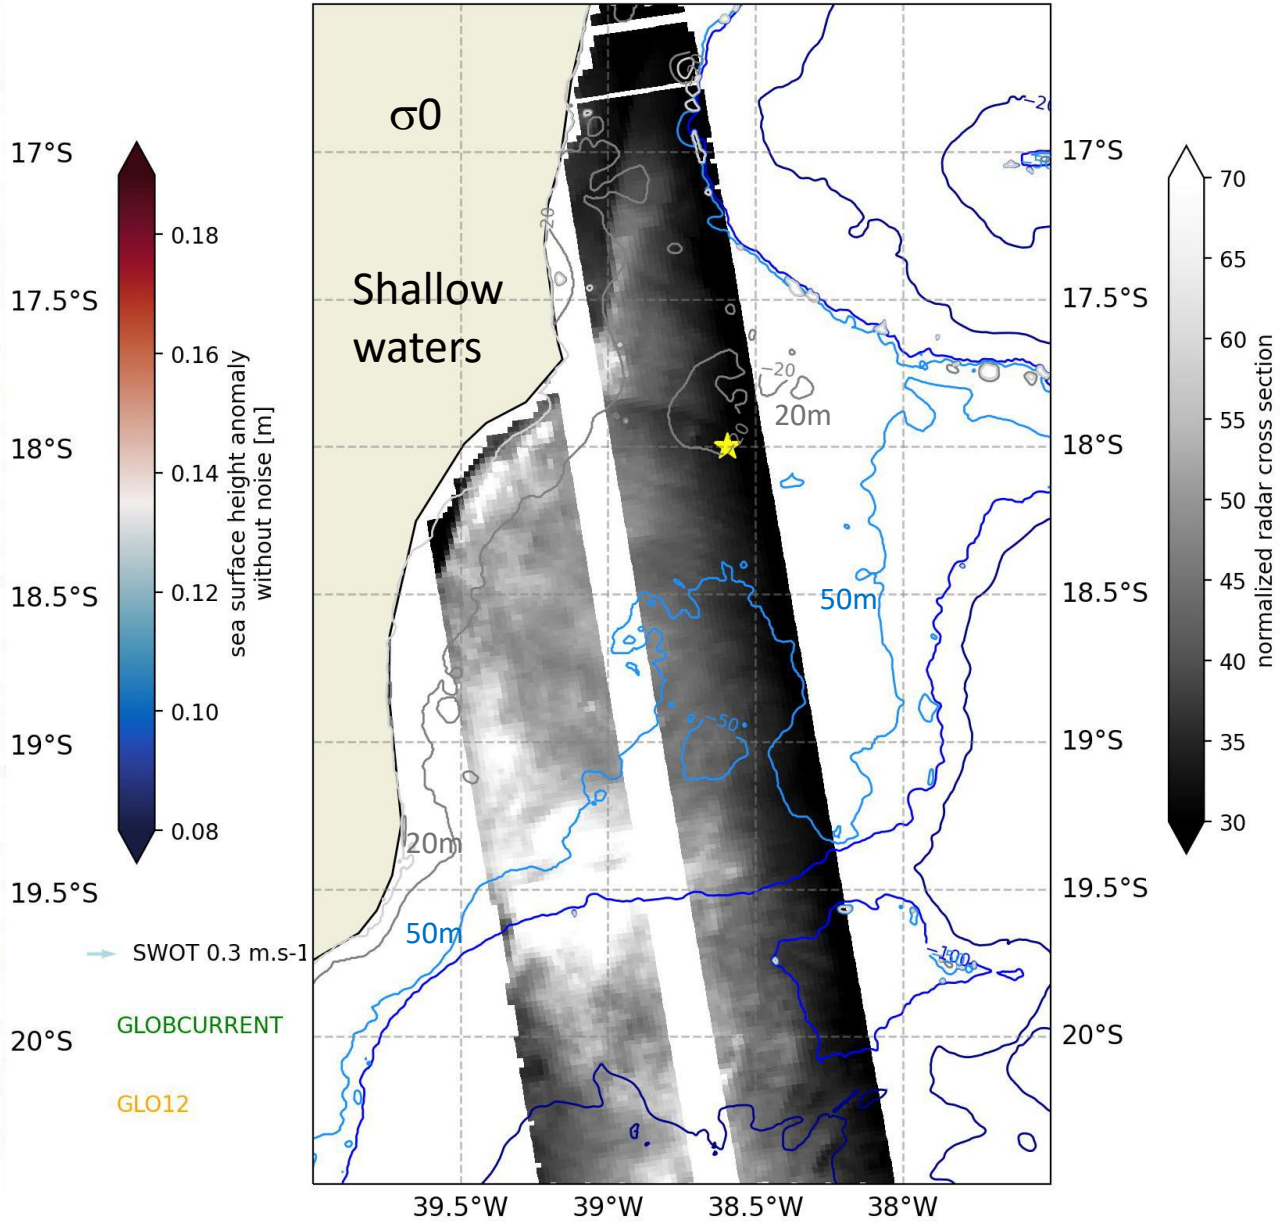 σ0
Shallow
waters
17°S
17.5°S
18°S
18.5°S
19°S
19.5°S
20°S
0.18
0.16
0.14
0.12
0.10
0.08
sea surface height anomaly
without noise [m]
SWOT 0.3 m.s-1
GLOBCURRENT
GLO12
−20
−20
20m
20
50m
−50
20m
50m
−100
−20
39.5°W
39°W
38.5°W
38°W
17°S
17.5°S
18°S
18.5°S
19°S
19.5°S
20°S
70
65
60
55
50
45
40
35
30
normalized radar cross section